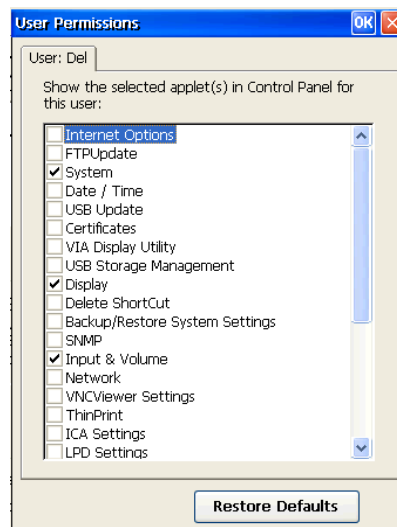 User Permissions OK
User: Del
Show the selected applet(s) in Control Panel for
this user:
Internet Options
FTPUpdate
System
Date / Time
USB Update
Certificates
VIA Display Utility
USB Storage Management
Display
Delete ShortCut
Backup/Restore System Settings
SNMP
Input & Volume
Network
VNCViewer Settings
ThinPrint
ICA Settings
LPD Settings
Restore Defaults